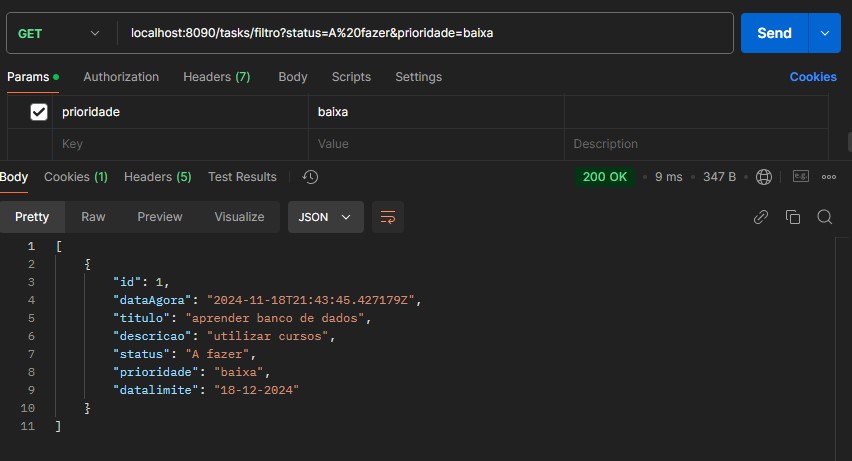 GET localhost:8090/tasks/filtro?status=A%20fazer&prioridade=baixa Send
Params Authorization Headers (7) Body Scripts Settings Cookies
prioridade baixa
Key Value Description
Body Cookies (1) Headers (5) Test Results 200 OK 9 ms 347 B e.g.
Pretty Raw Preview Visualize JSON
1 [
2 {
3 "id": 1,
4 "dataAgora": "2024-11-18T21:43:45.427179Z",
5 "titulo": "aprender banco de dados",
6 "descricao": "utilizar cursos",
7 "status": "A fazer",
8 "prioridade": "baixa",
9 "datalimite": "18-12-2024"
10 }
11 ]